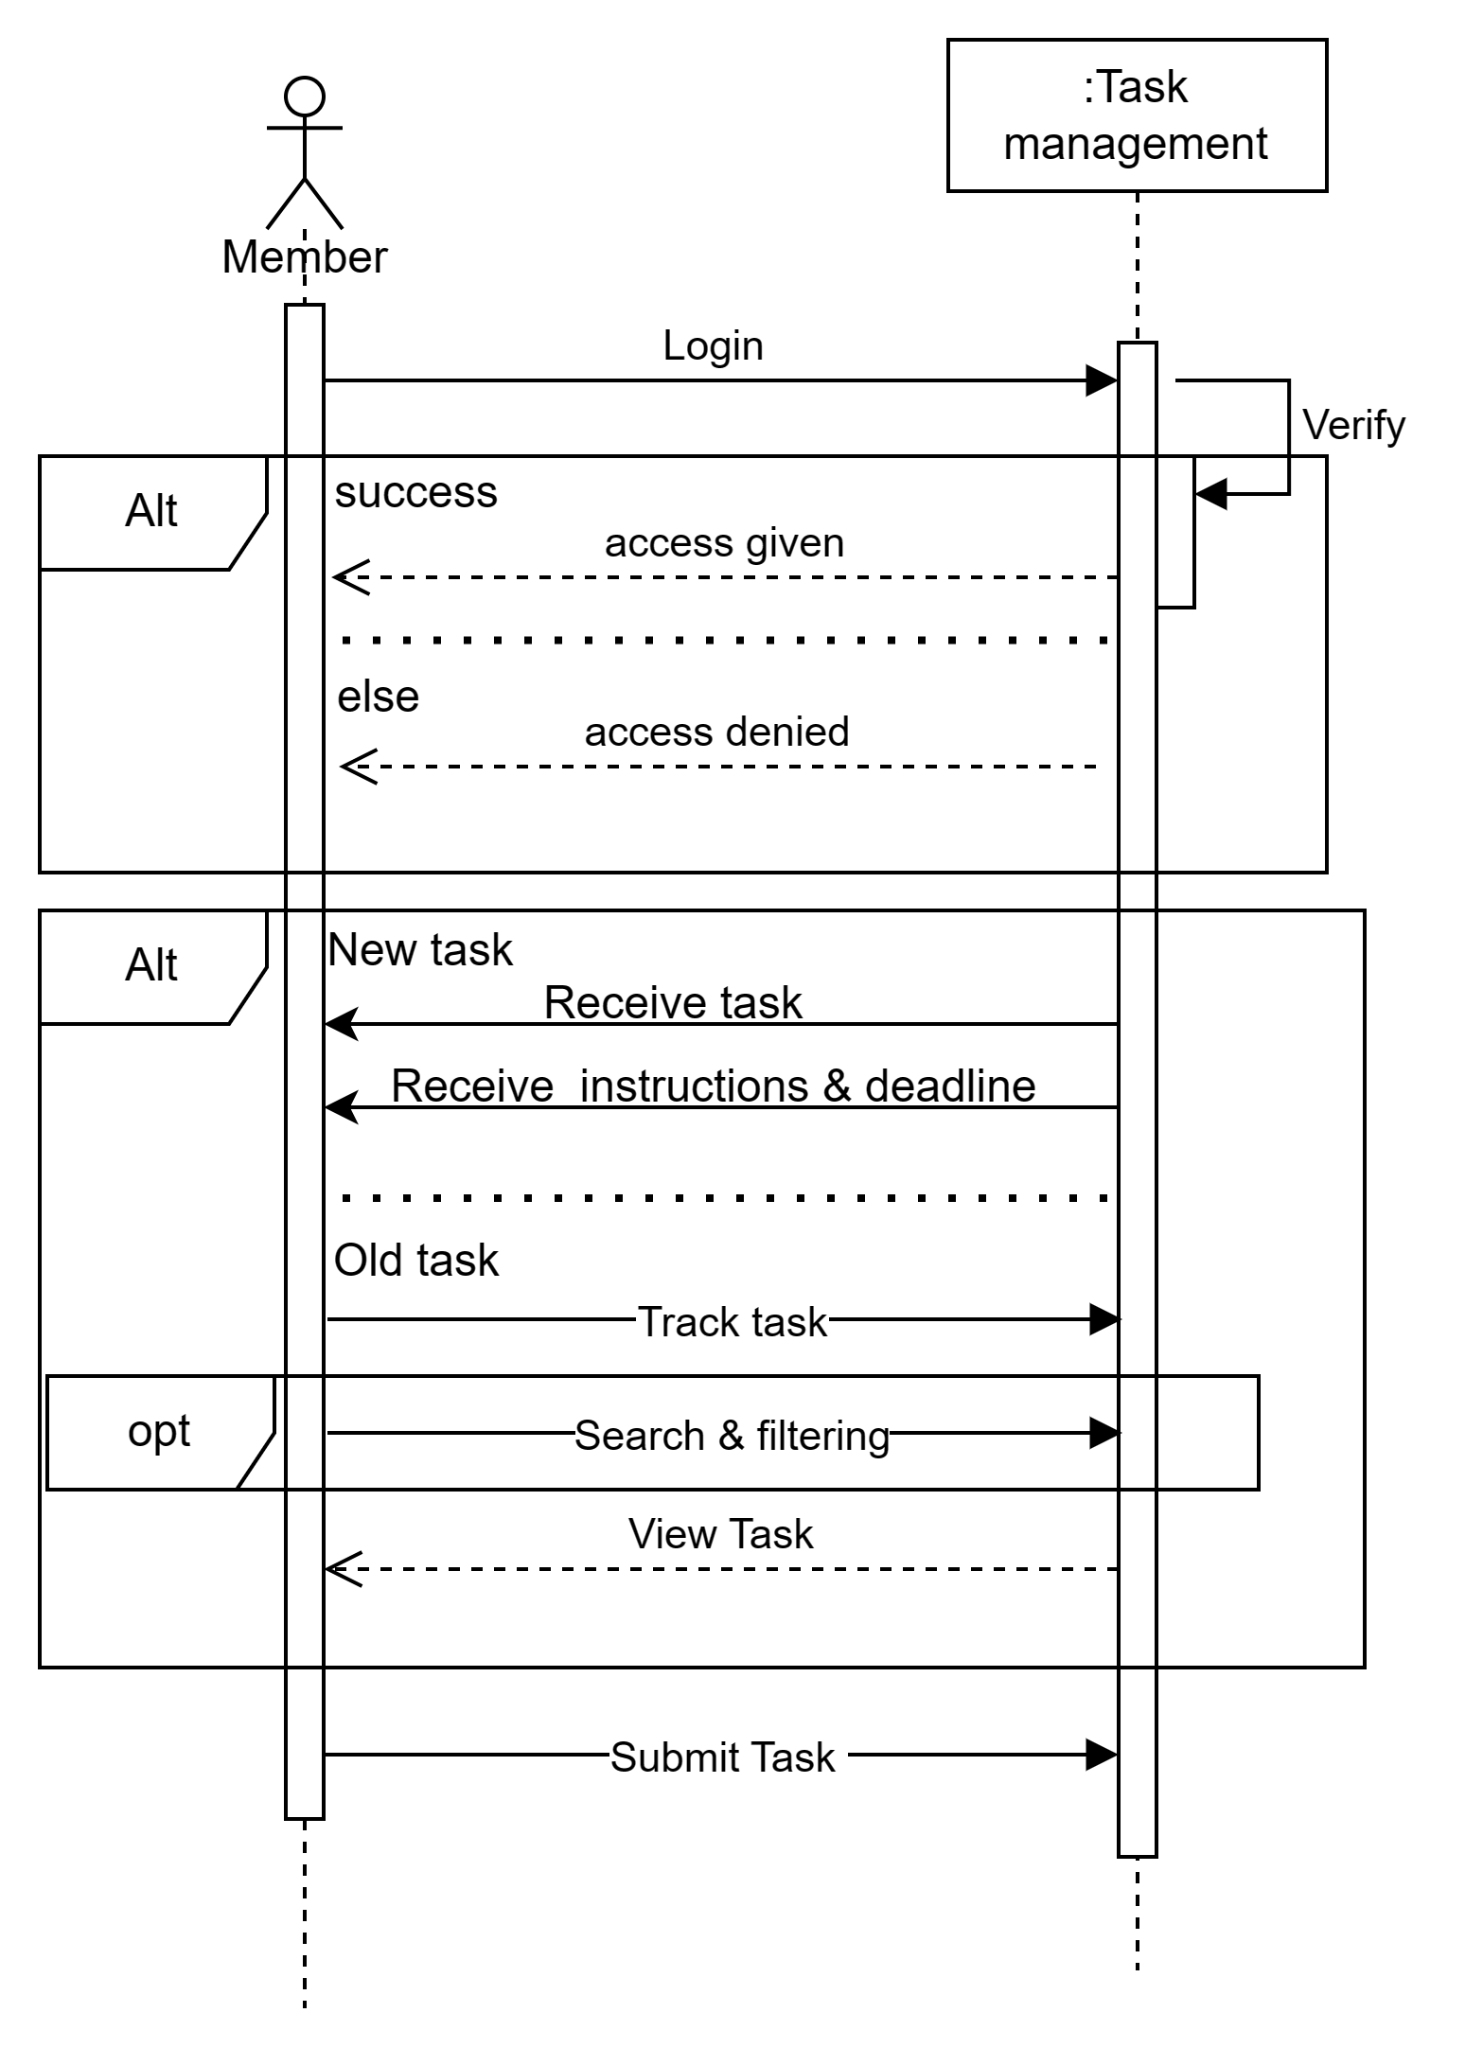 :Task
management
Member
Login
Verify
Alt
success
access given
else
access denied
Alt
New task
Receive task
Receive  instructions & deadline
Old task
Track task
opt
Search & filtering
View Task
Submit Task